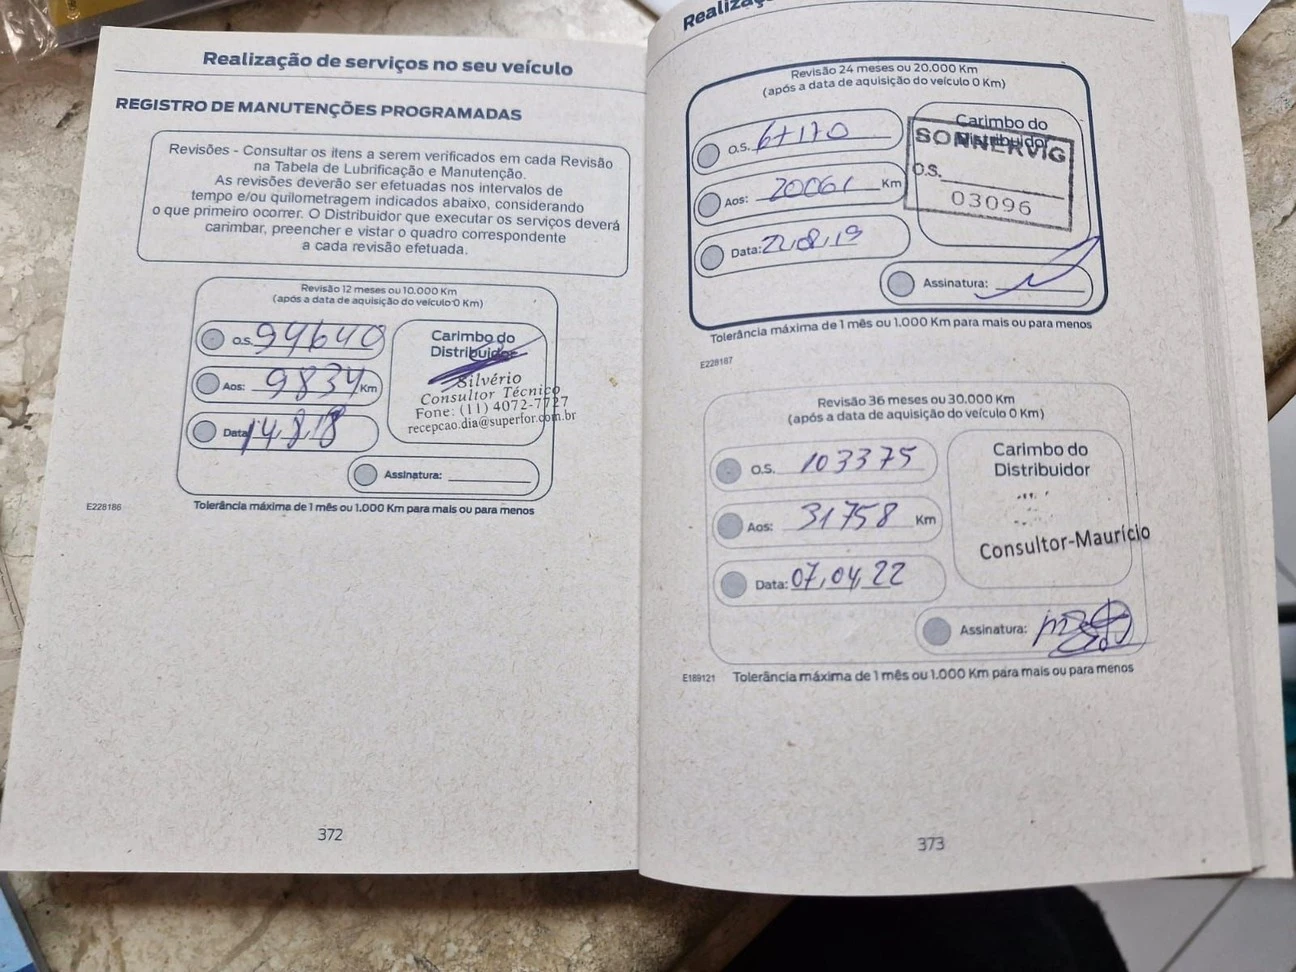 Realização de serviços no seu veículo
REGISTRO DE MANUTENÇÕES PROGRAMADAS
Revisões - Consultar os itens a serem verificados em cada Revisão
na Tabela de Lubrificação e Manutenção.
As revisões deverão ser efetuadas nos intervalos de
tempo e/ou quilometragem indicados abaixo, considerando
o que primeiro ocorrer. O Distribuidor que executar os serviços deverá
carimbar, preencher e vistar o quadro correspondente
a cada revisão efetuada.
Revisão 12 meses ou 10.000 Km
(após a data de aquisição do veículo 0 Km)
O.S. 94640
Aos: 9834 Km
Data: 14,8,18
Carimbo do
Distribuidor
Silvério
Consultor Técnico
Fone: (11) 4072-7727
recepcao.dia@superfor.com.br
Assinatura:
E228186
Tolerância máxima de 1 mês ou 1.000 Km para mais ou para menos
372
Revisão 24 meses ou 20.000 Km
(após a data de aquisição do veículo 0 Km)
O.S. 67170
Aos: 20061 Km
Data: 22,08,19
Carimbo do
Distribuidor
SONNERVIG
O.S.
03096
Assinatura:
Tolerância máxima de 1 mês ou 1.000 Km para mais ou para menos
E228187
Revisão 36 meses ou 30.000 Km
(após a data de aquisição do veículo 0 Km)
O.S. 103375
Aos: 31758 Km
Data: 07,04,22
Carimbo do
Distribuidor
Consultor-Maurício
Assinatura:
E189121
Tolerância máxima de 1 mês ou 1.000 Km para mais ou para menos
373